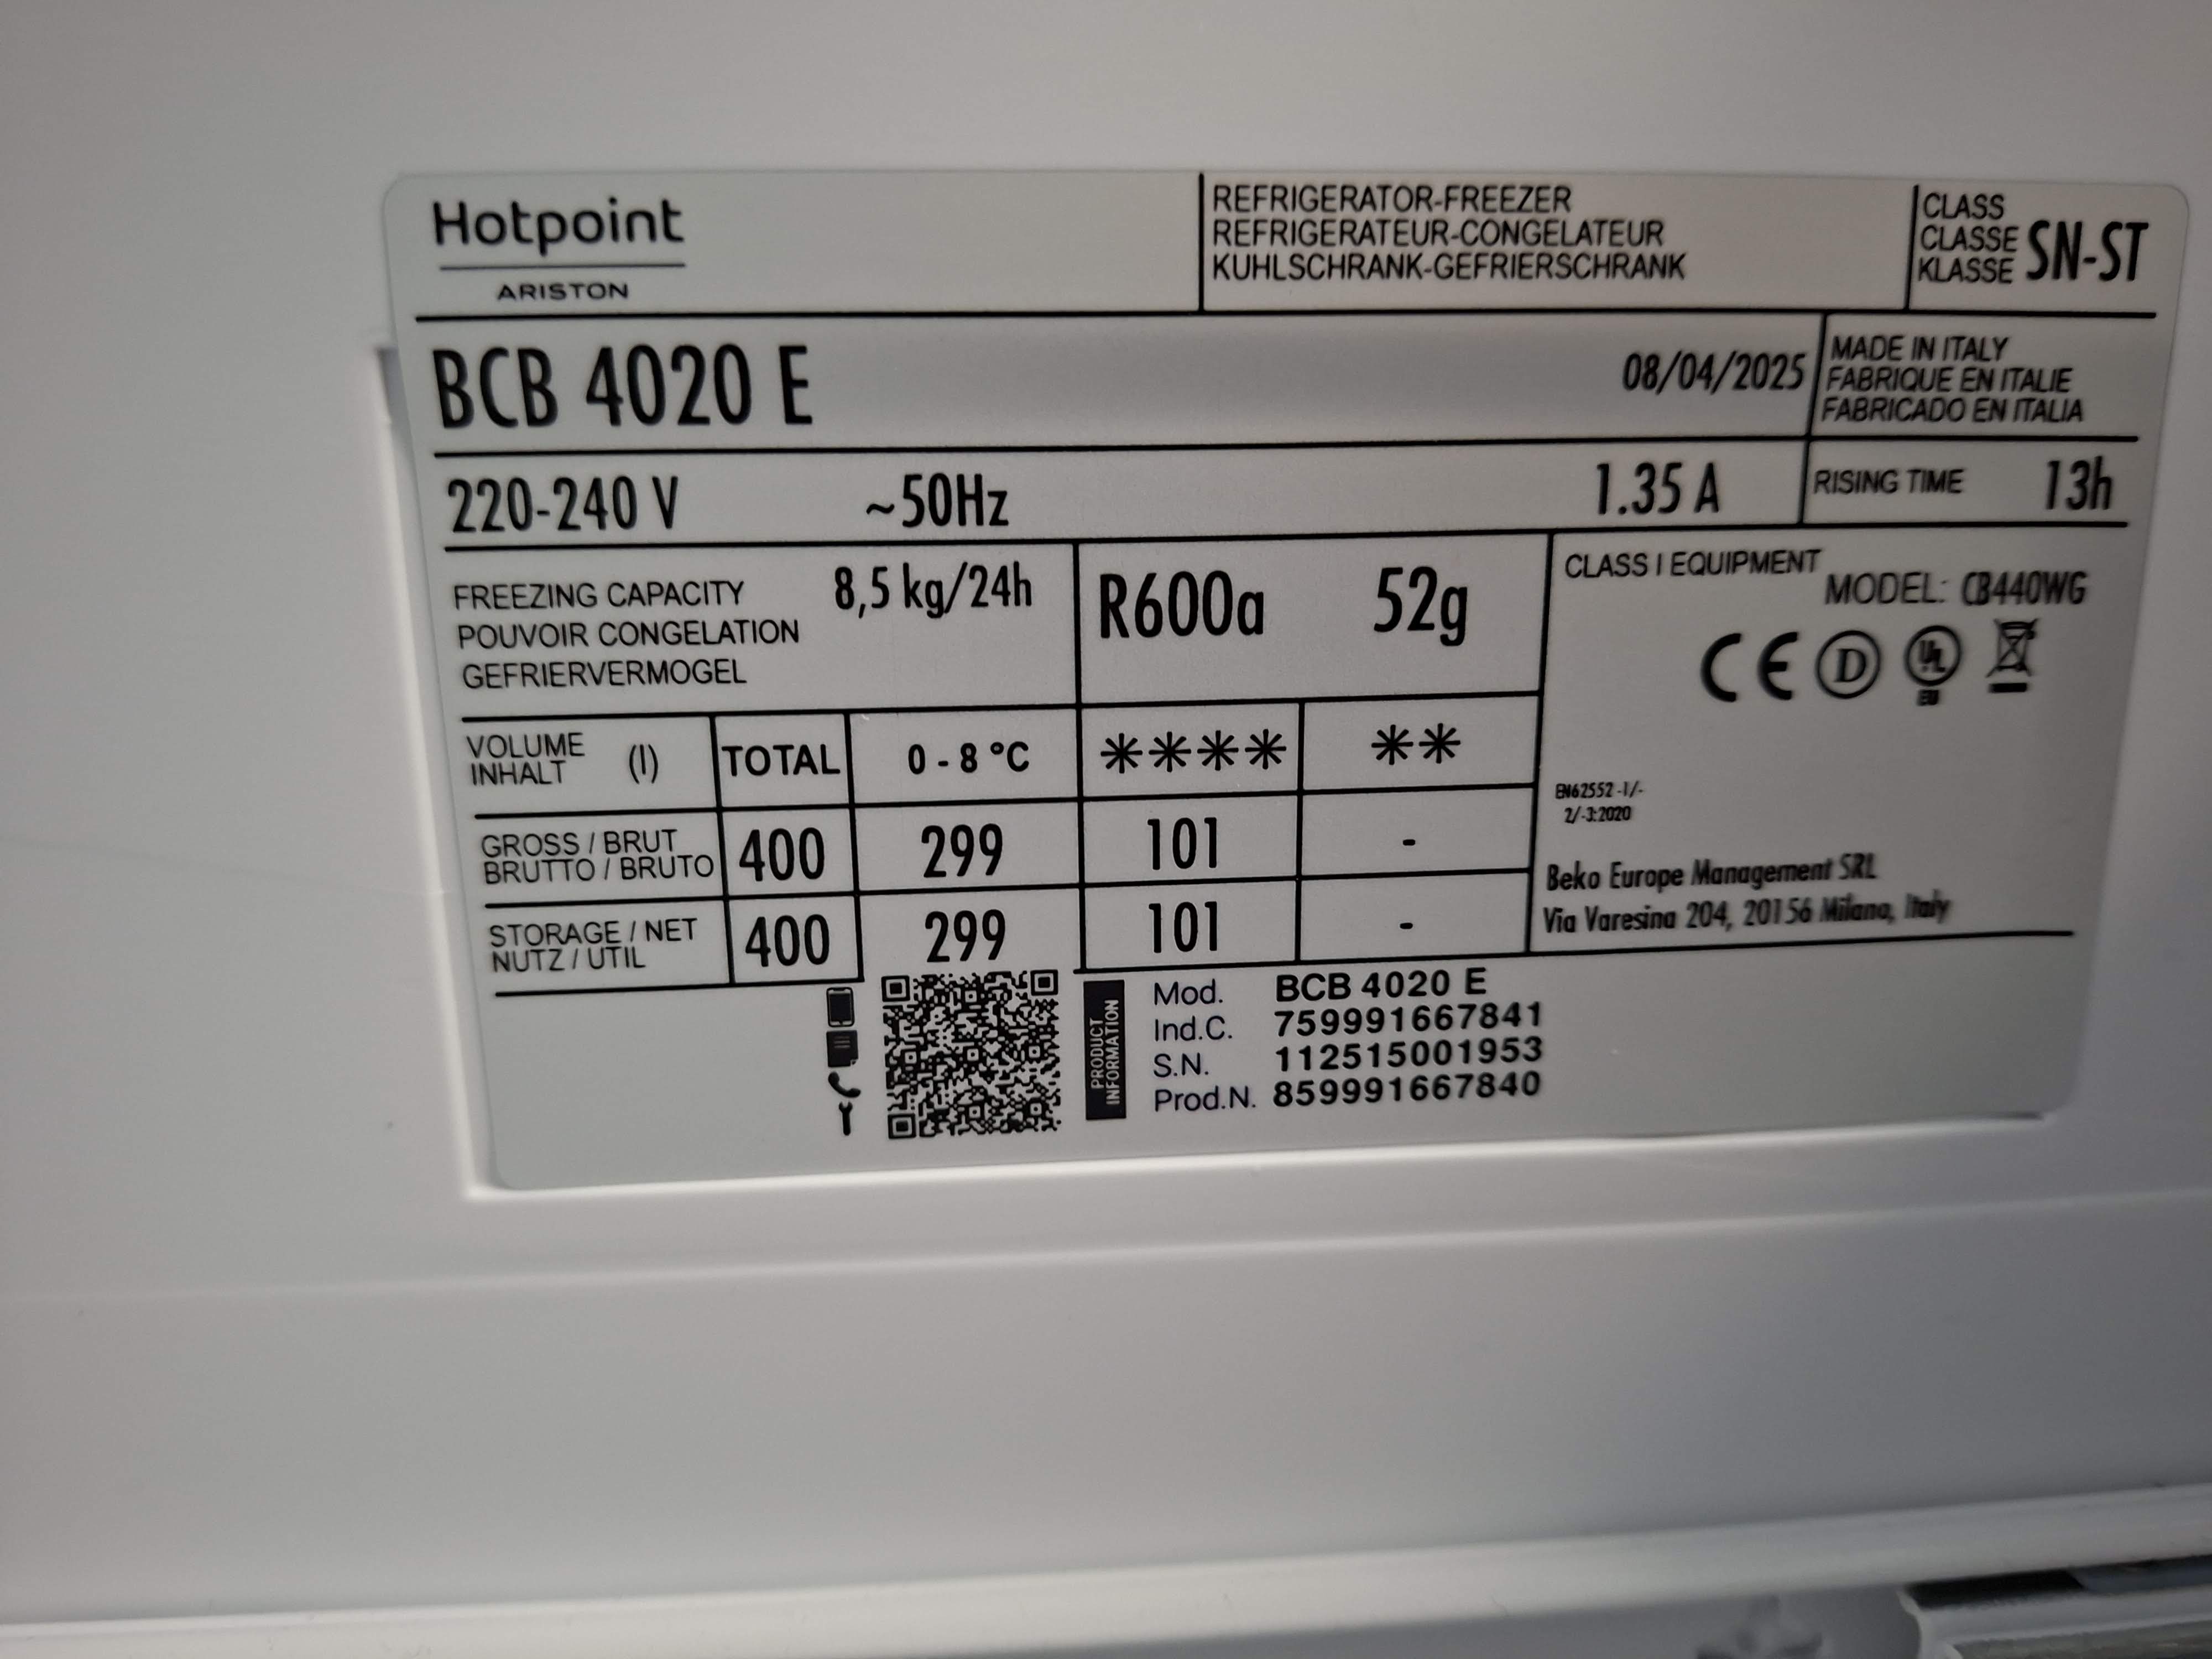 Hotpoint
ARISTON
REFRIGERATOR-FREEZER
REFRIGERATEUR-CONGELATEUR
KUHLSCHRANK-GEFRIERSCHRANK
CLASS
CLASSE
KLASSE
SN-ST
BCB 4020 E
08/04/2025
MADE IN ITALY
FABRIQUE EN ITALIE
FABRICADO EN ITALIA
220-240 V ~50Hz 1.35 A
RISING TIME 13h
FREEZING CAPACITY 8,5 kg/24h
POUVOIR CONGELATION
GEFRIERVERMOGEL
R600a 52g
CLASS I EQUIPMENT
MODEL: CB440WG
CE D UL
EU
VOLUME
INHALT (l) TOTAL 0 - 8 °C **** **
GROSS / BRUT
BRUTTO / BRUTO 400 299 101 -
STORAGE / NET
NUTZ / UTIL 400 299 101 -
EN62552 -1/-
2/-3:2020
Beko Europe Management SRL
Via Varesina 204, 20156 Milano, Italy
PRODUCT
INFORMATION
Mod. BCB 4020 E
Ind.C. 759991667841
S.N. 112515001953
Prod.N. 859991667840